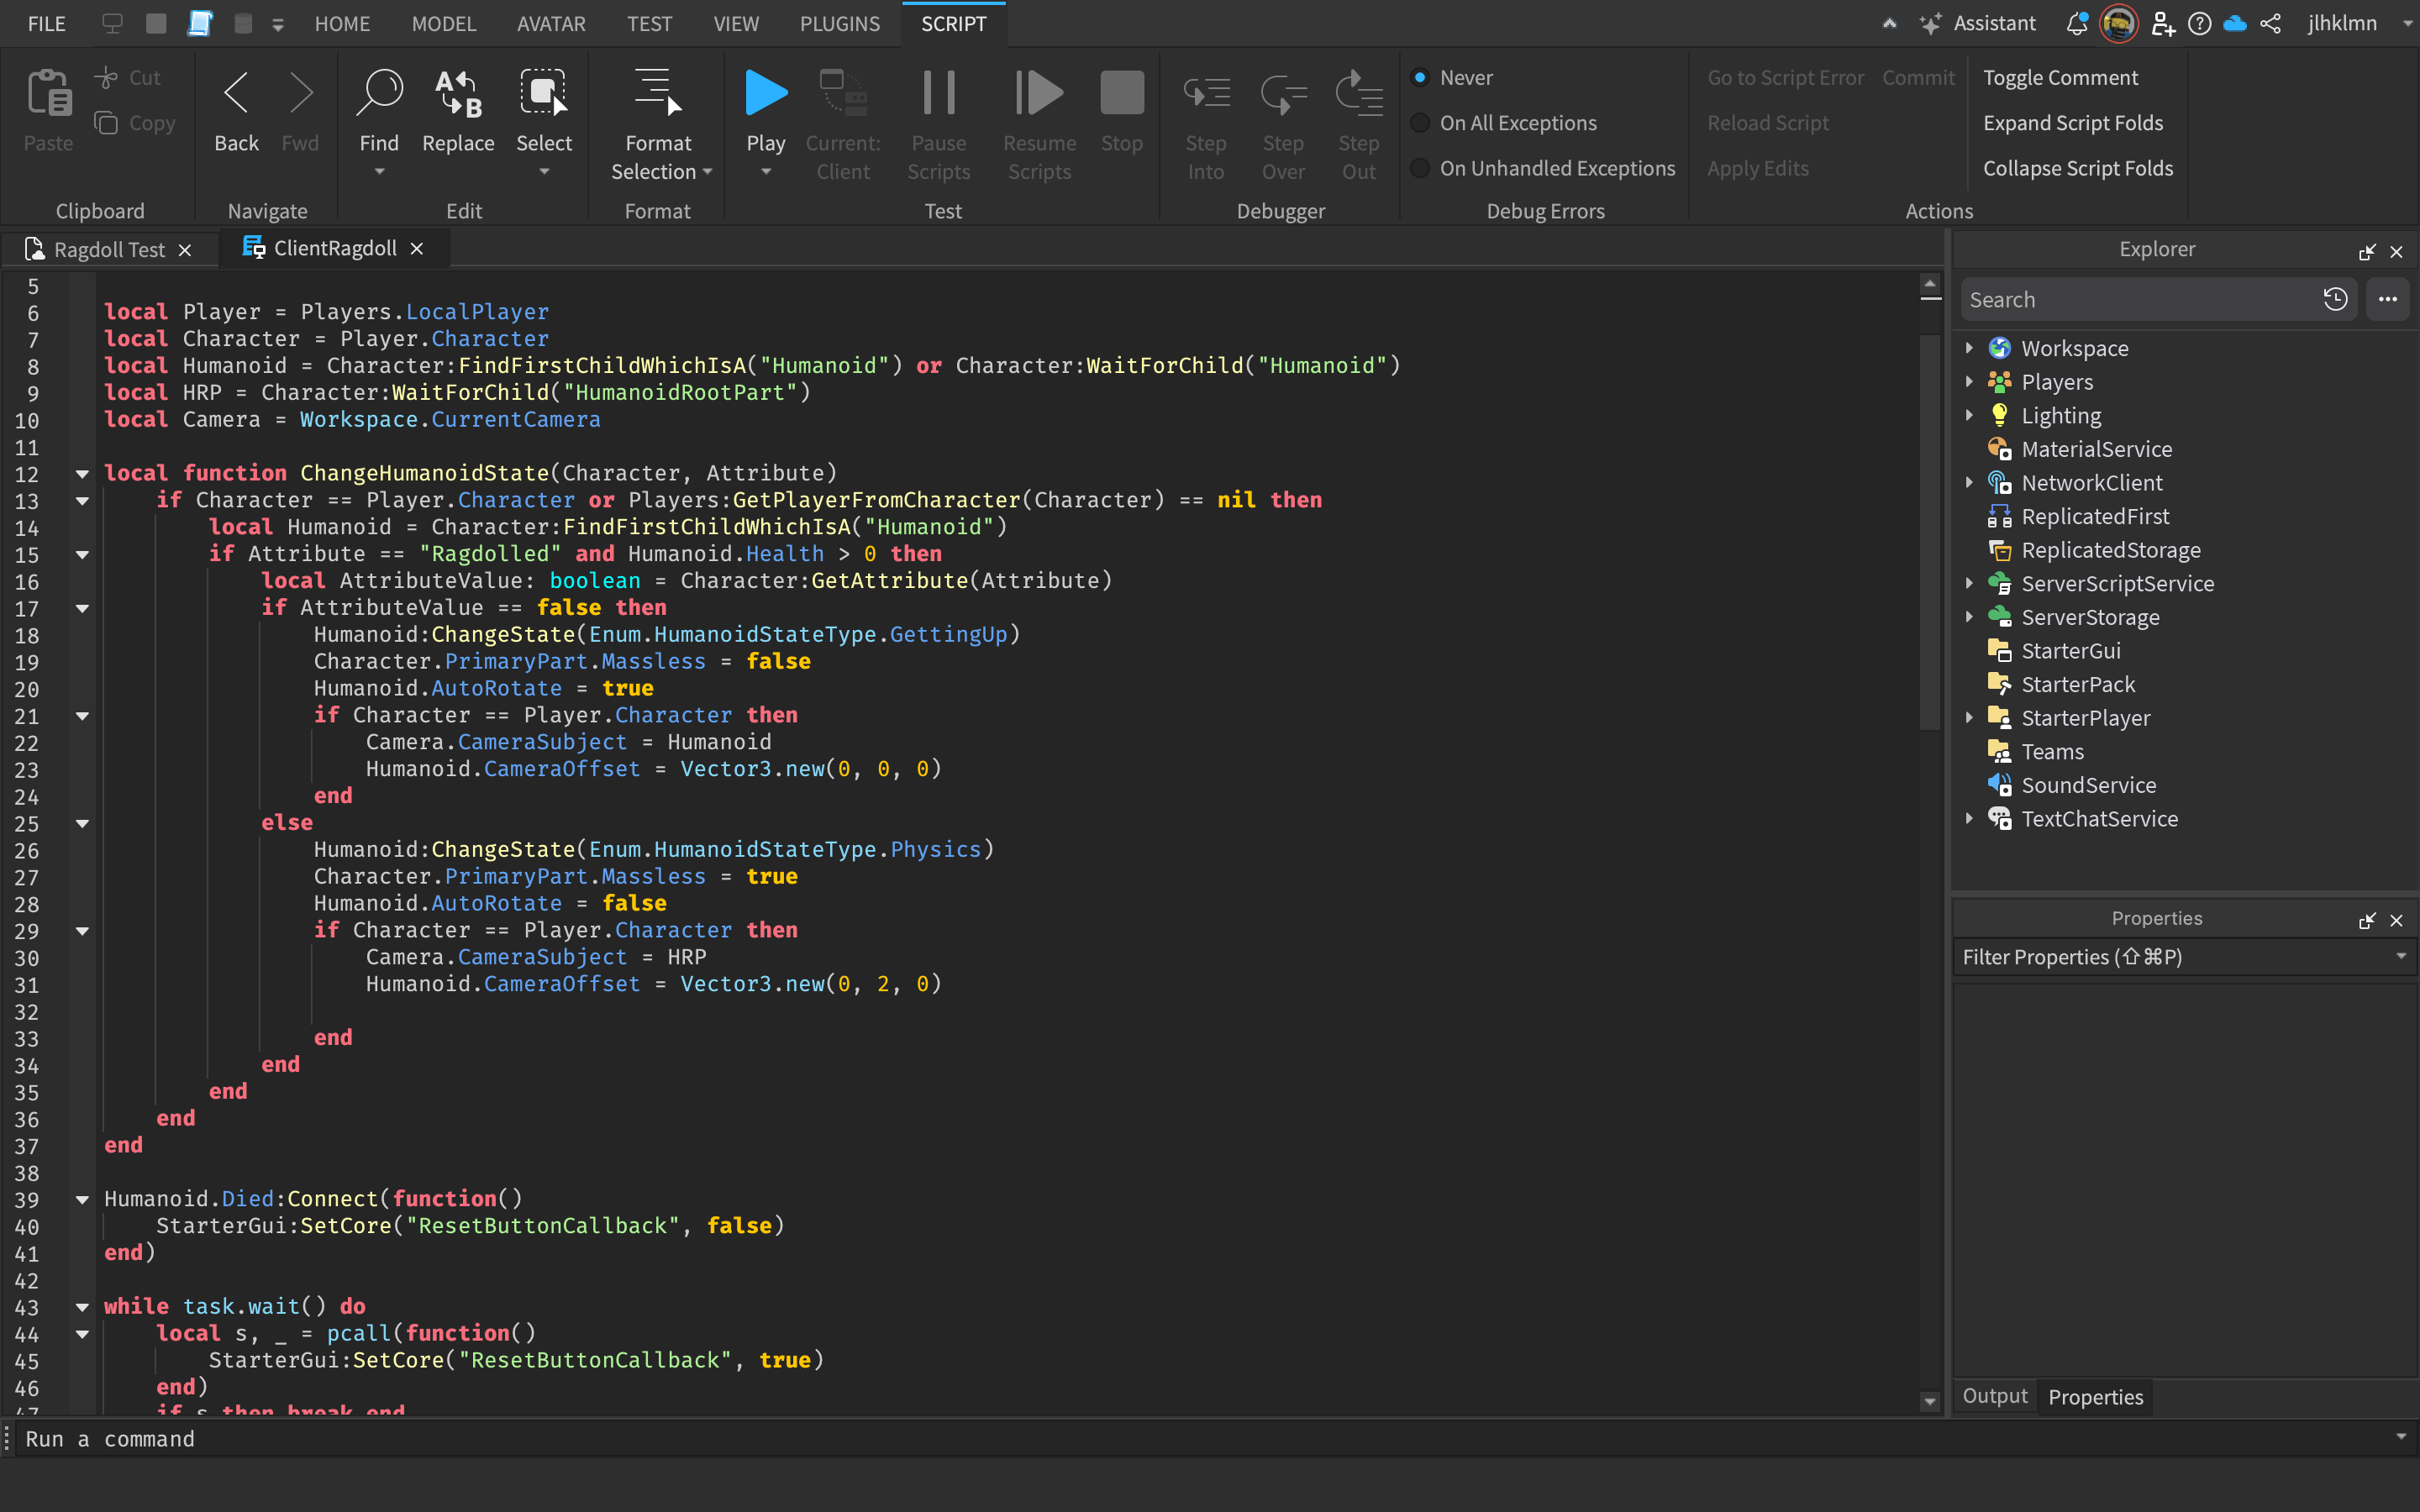 FILE HOME MODEL AVATAR TEST VIEW PLUGINS SCRIPT Assistant jlhklmn
Paste Cut Copy
Clipboard
Back Fwd
Navigate
Find Replace Select
Edit
Format Selection
Format
Play Current: Client Pause Scripts Resume Scripts Stop
Test
Step Into Step Over Step Out
Debugger
Never
On All Exceptions
On Unhandled Exceptions
Debug Errors
Go to Script Error Commit
Reload Script
Apply Edits
Toggle Comment
Expand Script Folds
Collapse Script Folds
Actions
Ragdoll Test ClientRagdoll
5
6 local Player = Players.LocalPlayer
7 local Character = Player.Character
8 local Humanoid = Character:FindFirstChildWhichIsA("Humanoid") or Character:WaitForChild("Humanoid")
9 local HRP = Character:WaitForChild("HumanoidRootPart")
10 local Camera = Workspace.CurrentCamera
11
12 local function ChangeHumanoidState(Character, Attribute)
13 if Character == Player.Character or Players:GetPlayerFromCharacter(Character) == nil then
14 local Humanoid = Character:FindFirstChildWhichIsA("Humanoid")
15 if Attribute == "Ragdolled" and Humanoid.Health > 0 then
16 local AttributeValue: boolean = Character:GetAttribute(Attribute)
17 if AttributeValue == false then
18 Humanoid:ChangeState(Enum.HumanoidStateType.GettingUp)
19 Character.PrimaryPart.Massless = false
20 Humanoid.AutoRotate = true
21 if Character == Player.Character then
22 Camera.CameraSubject = Humanoid
23 Humanoid.CameraOffset = Vector3.new(0, 0, 0)
24 end
25 else
26 Humanoid:ChangeState(Enum.HumanoidStateType.Physics)
27 Character.PrimaryPart.Massless = true
28 Humanoid.AutoRotate = false
29 if Character == Player.Character then
30 Camera.CameraSubject = HRP
31 Humanoid.CameraOffset = Vector3.new(0, 2, 0)
32
33 end
34 end
35 end
36 end
37 end
38
39 Humanoid.Died:Connect(function()
40 StarterGui:SetCore("ResetButtonCallback", false)
41 end)
42
43 while task.wait() do
44 local s, _ = pcall(function()
45 StarterGui:SetCore("ResetButtonCallback", true)
46 end)
47 if s then break end
Explorer
Search
Workspace
Players
Lighting
MaterialService
NetworkClient
ReplicatedFirst
ReplicatedStorage
ServerScriptService
ServerStorage
StarterGui
StarterPack
StarterPlayer
Teams
SoundService
TextChatService
Properties
Filter Properties (⇧⌘P)
Output Properties
Run a command